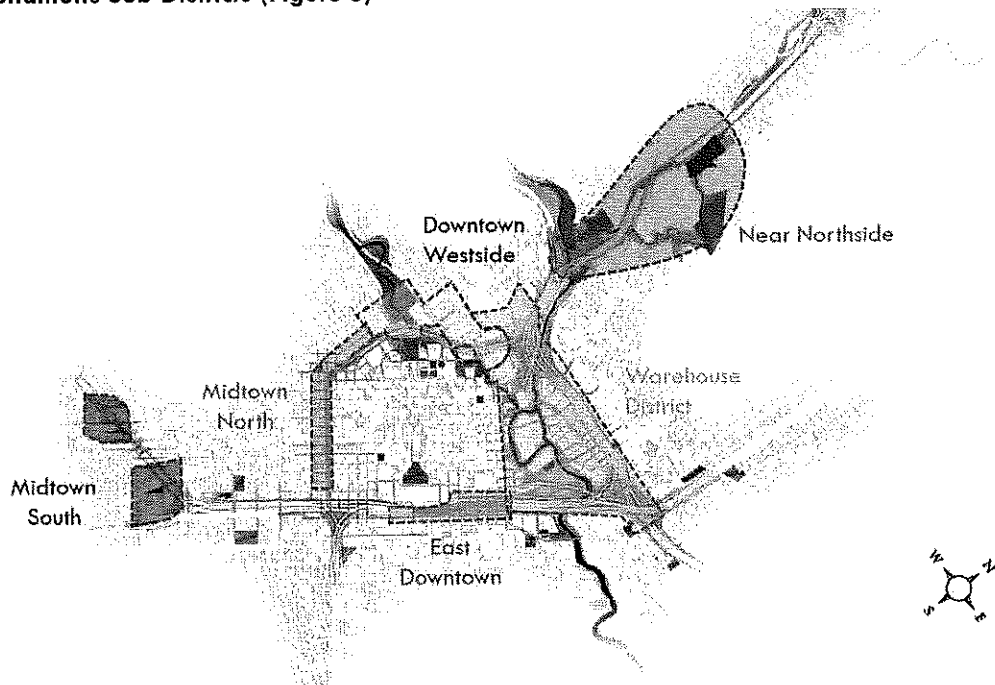 Downtown
Westside
Near Northside
Warehouse
District
Midtown
North
Midtown
South
East
Downtown
W
N
S
E